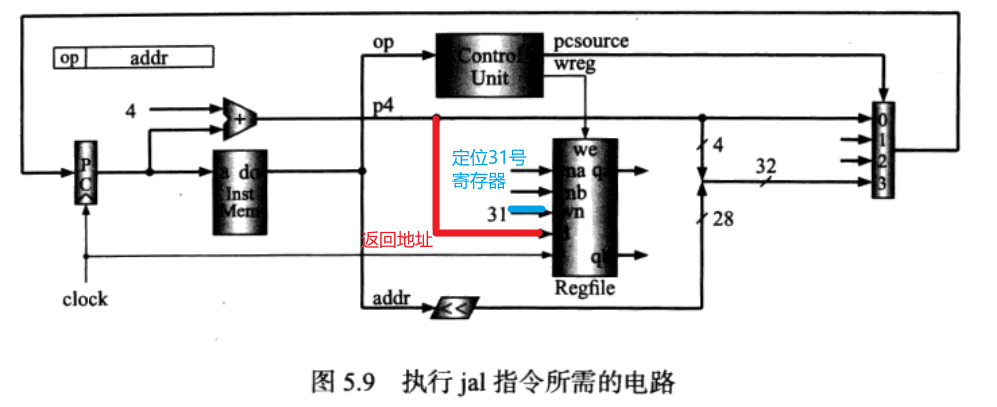 op addr
op
pcsource
Control
Unit
wreg
4
p4
+
0
1
2
3
PC
a do
Inst
Mem
定位31号
寄存器
we
na qa
nb
31
wn
4
32
28
返回地址
d
qb
Regfile
clock
addr
<<
图 5.9 执行 jal 指令所需的电路